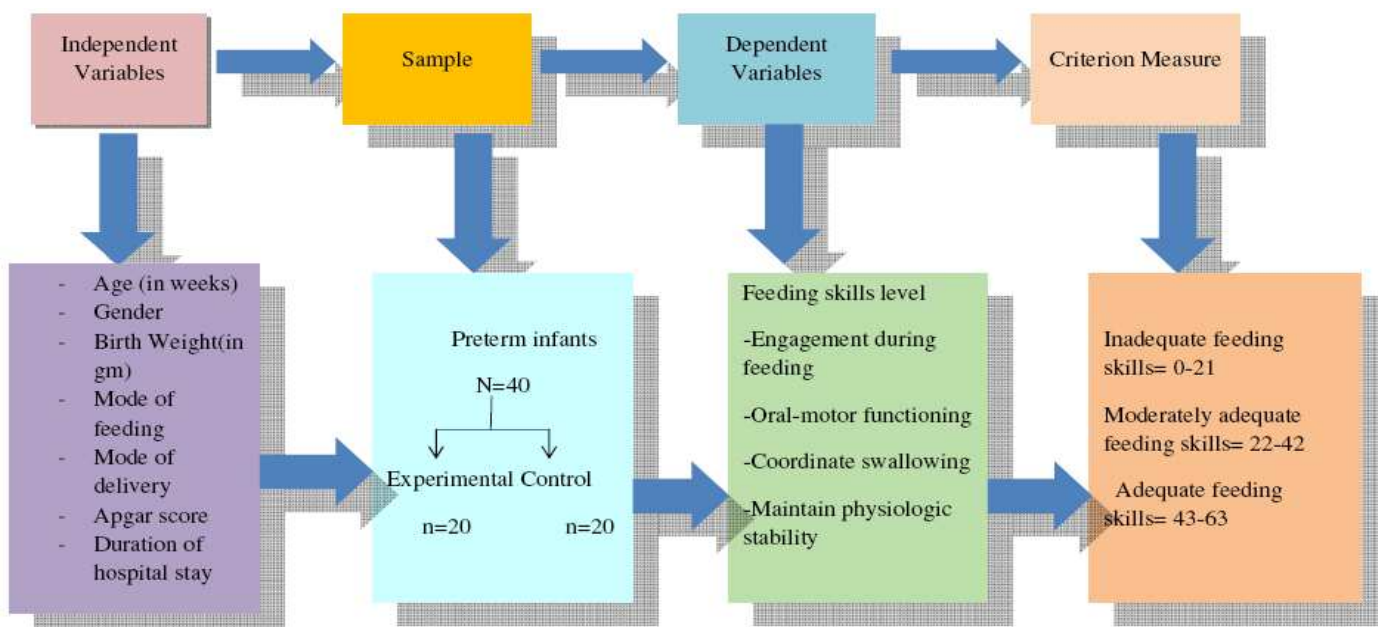 Independent
Variables
Sample
Dependent
Variables
Criterion Measure
- Age (in weeks)
- Gender
- Birth Weight(in
gm)
- Mode of
feeding
- Mode of
delivery
- Apgar score
- Duration of
hospital stay
Preterm infants
N=40
Experimental Control
n=20 n=20
Feeding skills level
-Engagement during
feeding
-Oral-motor functioning
-Coordinate swallowing
-Maintain physiologic
stability
Inadequate feeding
skills= 0-21
Moderately adequate
feeding skills= 22-42
Adequate feeding
skills= 43-63